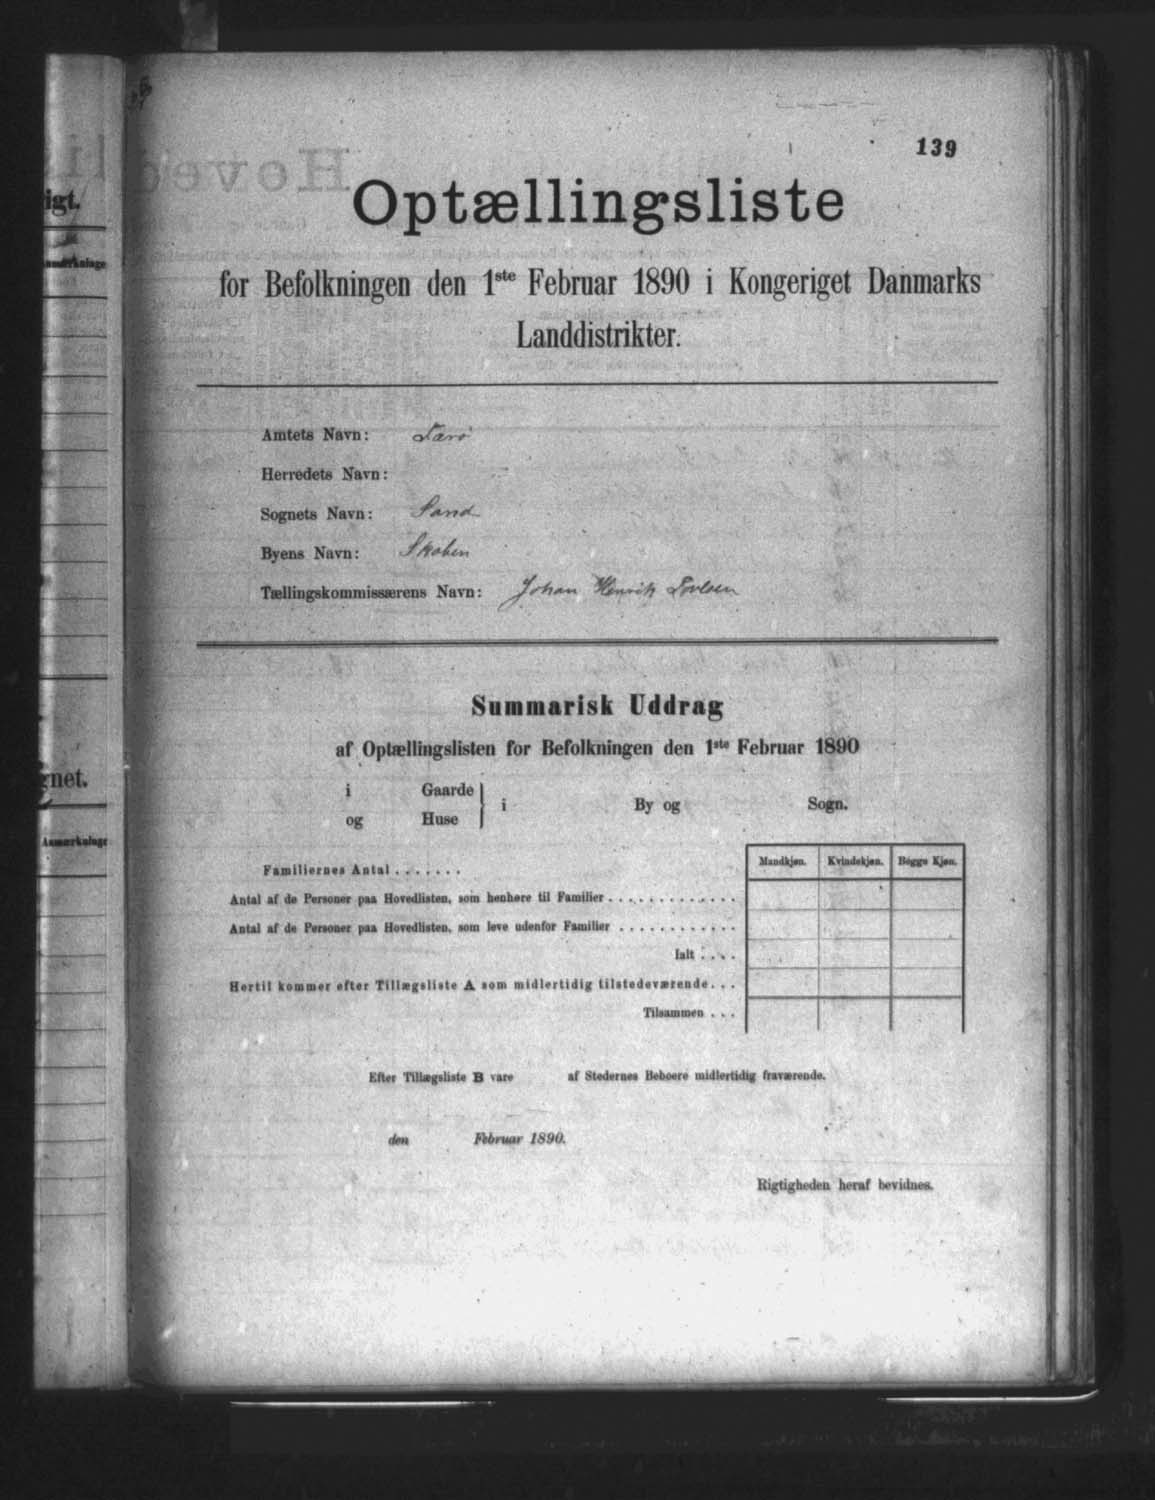 139
Optællingsliste
for Befolkningen den 1ste Februar 1890 i Kongeriget Danmarks
Landdistrikter.
Amtets Navn: Færø
Herredets Navn:
Sognets Navn: Sand
Byens Navn: Skoben
Tællingskommissærens Navn: Johan Henrik Povlsen
Summarisk Uddrag
af Optællingslisten for Befolkningen den 1ste Februar 1890
i Gaarde
og Huse
i By og Sogn.
Mandkjøn. Kvindekjøn. Begge Kjøn.
Familiernes Antal . . . . . . .
Antal af de Personer paa Hovedlisten, som henhøre til Familier . . . . . . . . . . . . .
Antal af de Personer paa Hovedlisten, som leve udenfor Familier . . . . . . . . . . . .
Ialt . . . .
Hertil kommer efter Tillægsliste A som midlertidig tilstedeværende. . .
Tilsammen . . .
Efter Tillægsliste B vare af Stedernes Beboere midlertidig fraværende.
den Februar 1890.
Rigtigheden heraf bevidnes.
igt.
gnet.